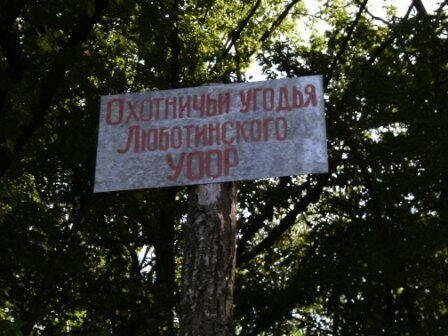 Охотничьи угодья
Люботинского
УООР